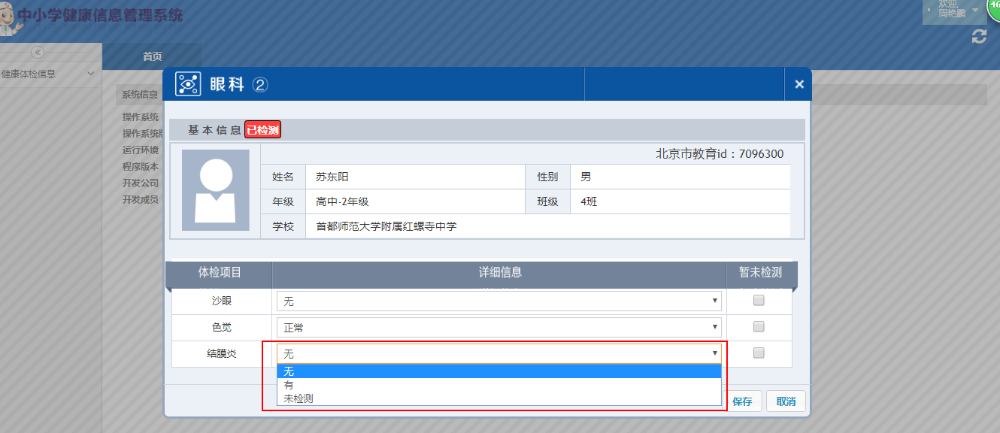 中小学健康信息管理系统
欢迎,
周艳鹏
46
首页
健康体检信息
系统信息
操作系统
操作系统版
运行环境
程序版本
开发公司
开发成员
眼科 ②
基本信息 已检测
北京市教育id：7096300
姓名 苏东阳 性别 男
年级 高中-2年级 班级 4班
学校 首都师范大学附属红螺寺中学
体检项目 详细信息 暂未检测
沙眼 无
色觉 正常
结膜炎 无
无
有
未检测
保存 取消